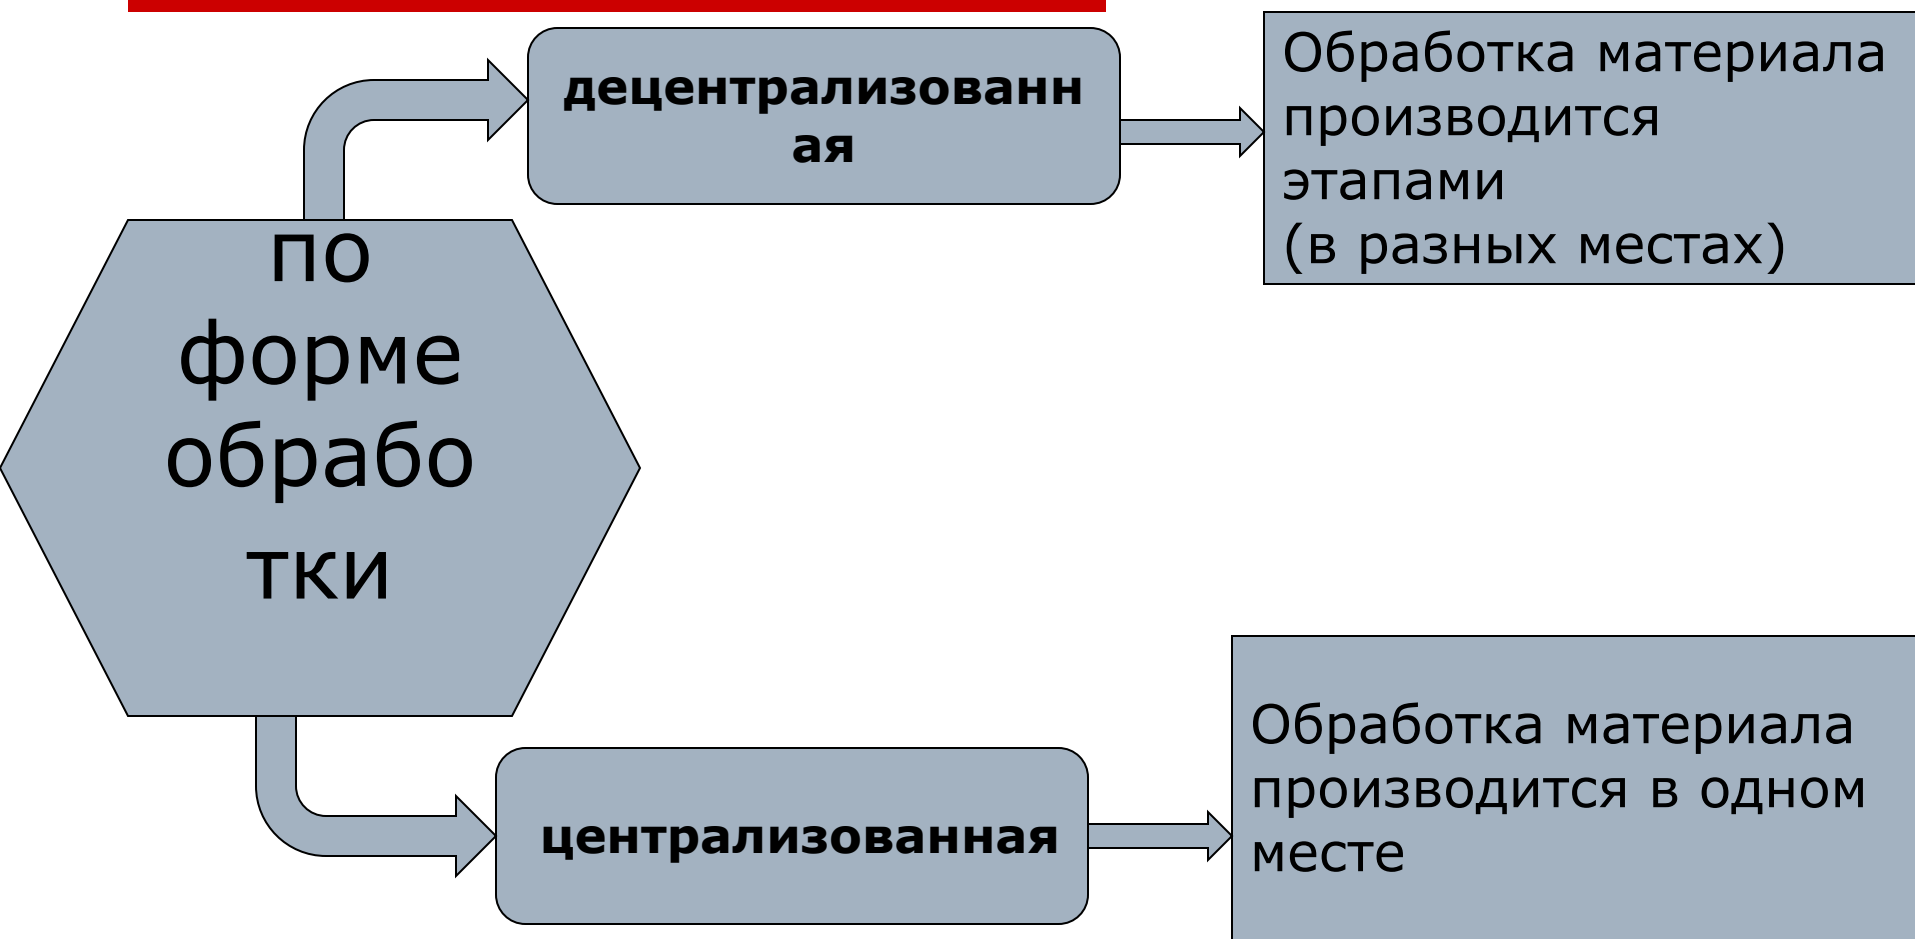 по
форме
обрабо
тки
децентрализованн
ая
Обработка материала
производится
этапами
(в разных местах)
централизованная
Обработка материала
производится в одном
месте